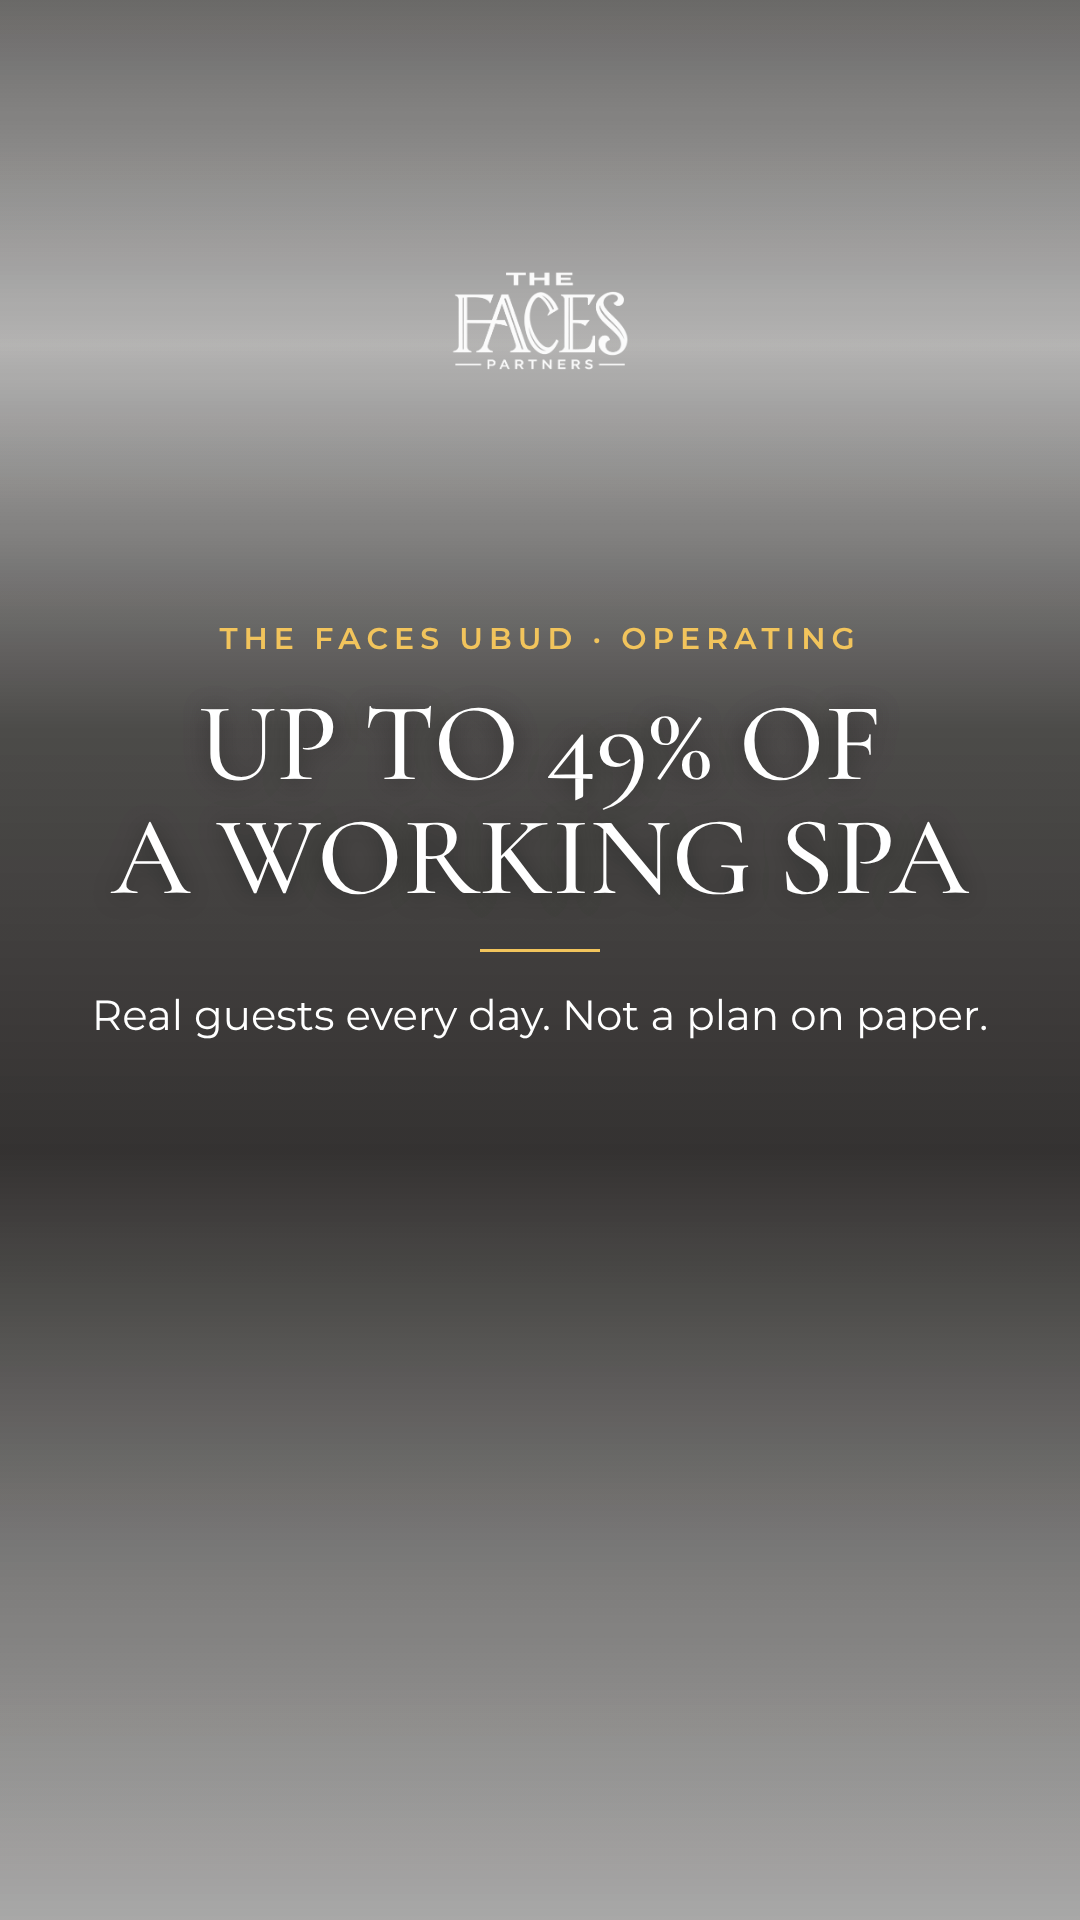 THE
FACES
PARTNERS
THE FACES UBUD · OPERATING
UP TO 49% OF
A WORKING SPA
Real guests every day. Not a plan on paper.